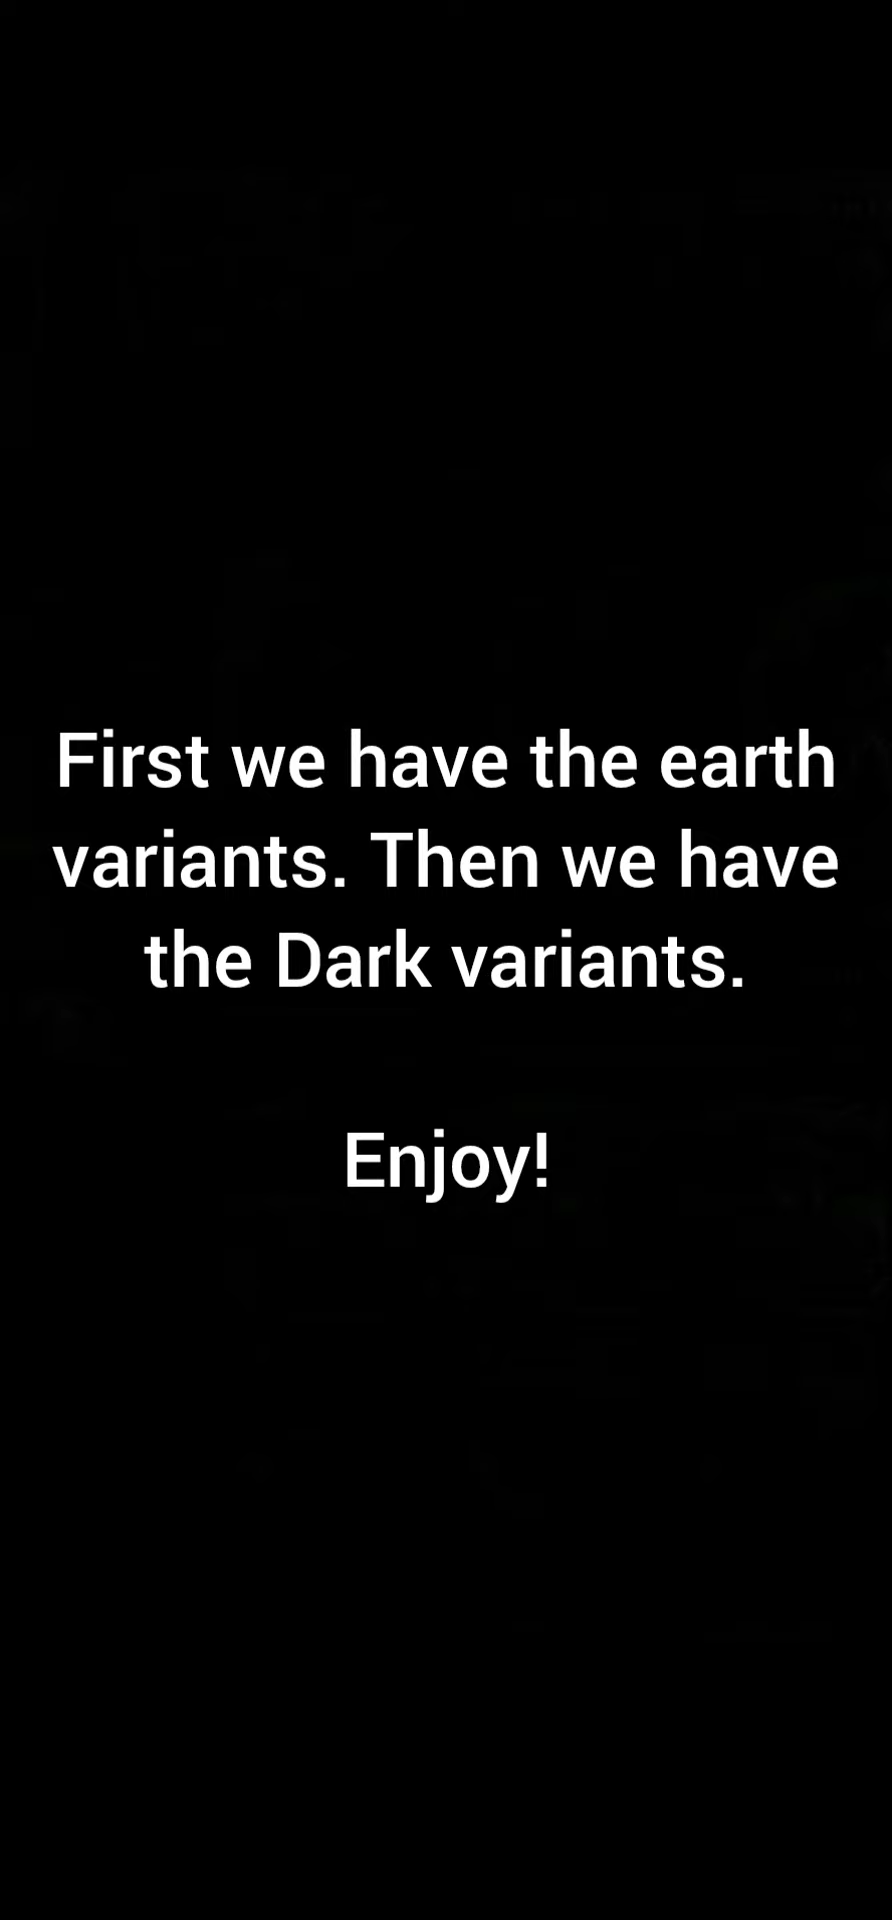 First we have the earth
variants. Then we have
the Dark variants.
Enjoy!